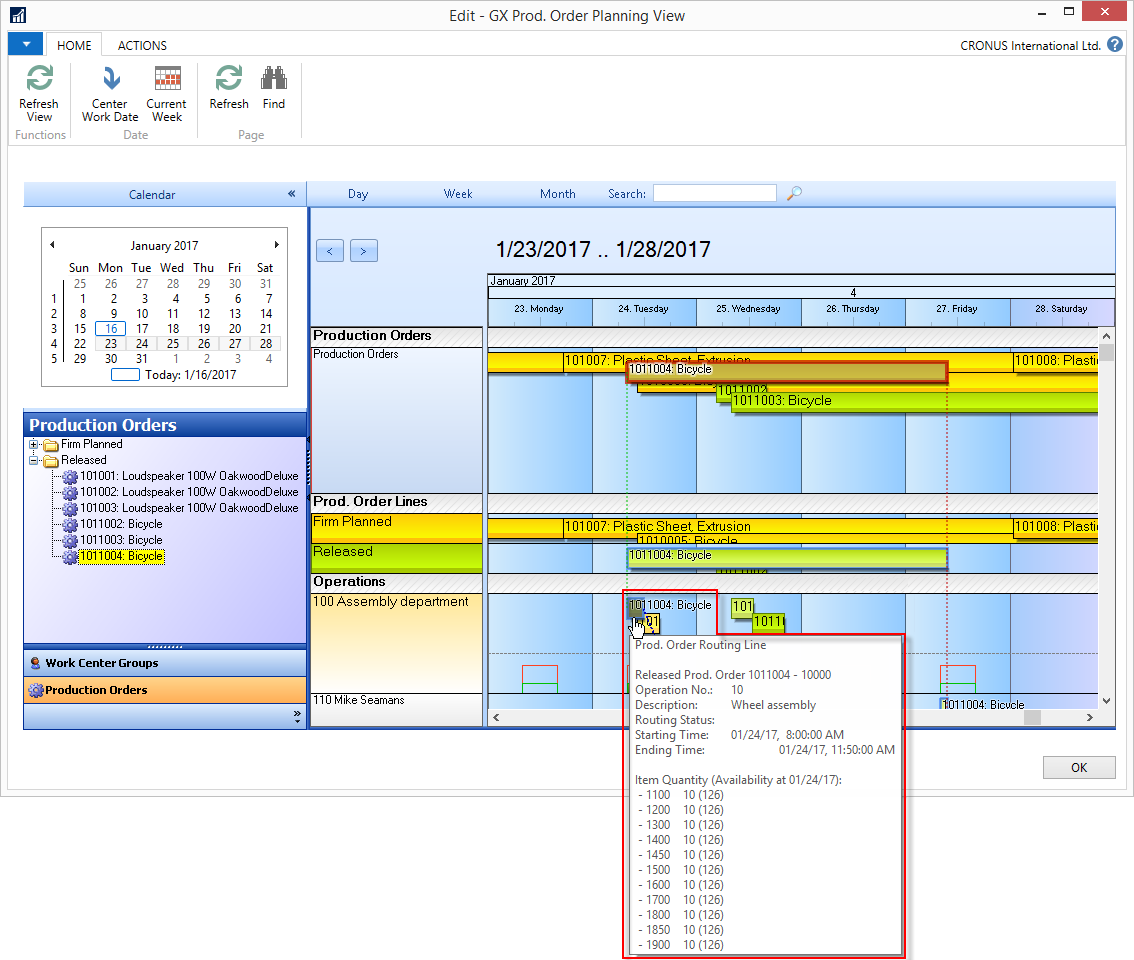 Edit - GX Prod. Order Planning View
HOME ACTIONS
CRONUS International Ltd.
Refresh View
Center Work Date
Current Week
Refresh
Find
Functions
Date
Page
Calendar «
Day Week Month Search:
January 2017
Sun Mon Tue Wed Thu Fri Sat
25 26 27 28 29 30 31
1 1 2 3 4 5 6 7
2 8 9 10 11 12 13 14
3 15 16 17 18 19 20 21
4 22 23 24 25 26 27 28
5 29 30 31 1 2 3 4
Today: 1/16/2017
< >
1/23/2017 .. 1/28/2017
January 2017
4
23. Monday 24. Tuesday 25. Wednesday 26. Thursday 27. Friday 28. Saturday
Production Orders
Production Orders
101007: Plastic Sheet, Extrusion
101008: Plastic
1011004: Bicycle
1011002
1011003: Bicycle
Prod. Order Lines
Firm Planned
101007: Plastic Sheet, Extrusion
101008: Plastic
1010005: Bicycle
Released
1011004: Bicycle
Operations
100 Assembly department
1011004: Bicycle
101
1011
110 Mike Seamans
1011004: Bicycle
Production Orders
Firm Planned
Released
101001: Loudspeaker 100W OakwoodDeluxe
101002: Loudspeaker 100W OakwoodDeluxe
101003: Loudspeaker 100W OakwoodDeluxe
1011002: Bicycle
1011003: Bicycle
1011004: Bicycle
Work Center Groups
Production Orders
»
Prod. Order Routing Line
Released Prod. Order 1011004 - 10000
Operation No.: 10
Description: Wheel assembly
Routing Status:
Starting Time: 01/24/17, 8:00:00 AM
Ending Time: 01/24/17, 11:50:00 AM
Item Quantity (Availability at 01/24/17):
- 1100 10 (126)
- 1200 10 (126)
- 1300 10 (126)
- 1400 10 (126)
- 1450 10 (126)
- 1500 10 (126)
- 1600 10 (126)
- 1700 10 (126)
- 1800 10 (126)
- 1850 10 (126)
- 1900 10 (126)
OK